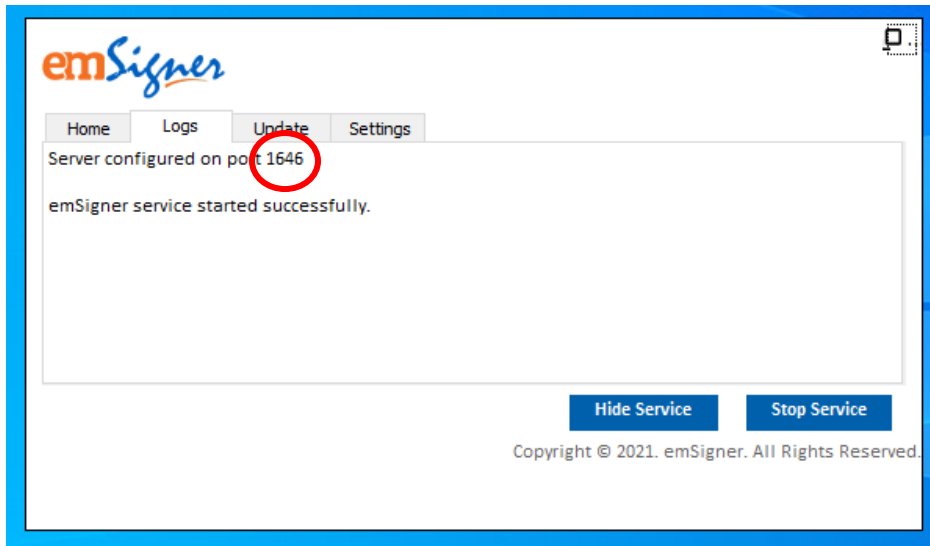 emSigner
Home Logs Update Settings
Server configured on port 1646
emSigner service started successfully.
Hide Service Stop Service
Copyright © 2021. emSigner. All Rights Reserved.